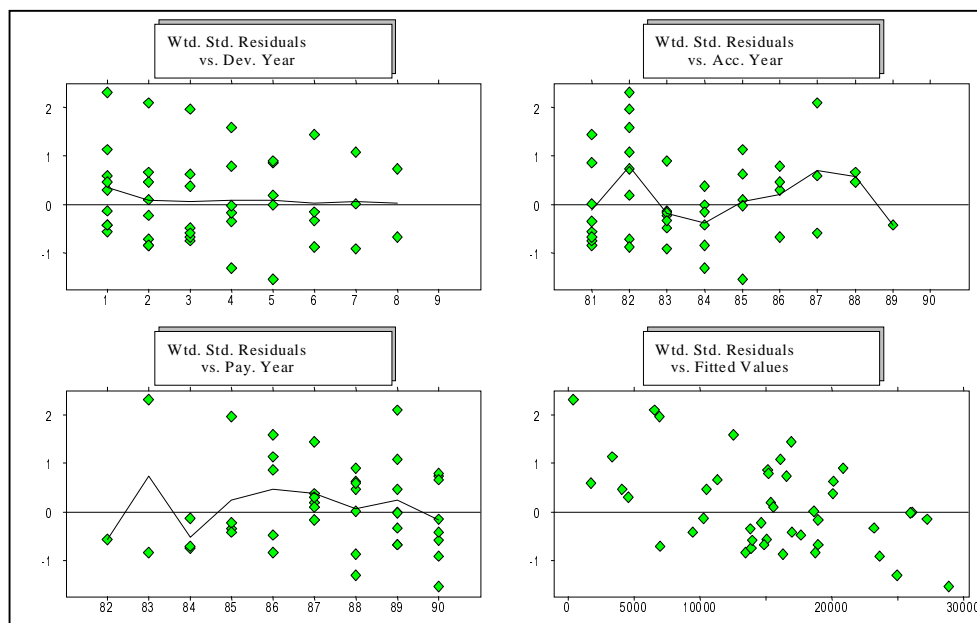 Wtd. Std. Residuals
vs. Dev. Year
2
1
0
-1
1 2 3 4 5 6 7 8 9
Wtd. Std. Residuals
vs. Acc. Year
2
1
0
-1
81 82 83 84 85 86 87 88 89 90
Wtd. Std. Residuals
vs. Pay. Year
2
1
0
-1
82 83 84 85 86 87 88 89 90
Wtd. Std. Residuals
vs. Fitted Values
2
1
0
-1
0 5000 10000 20000 30000